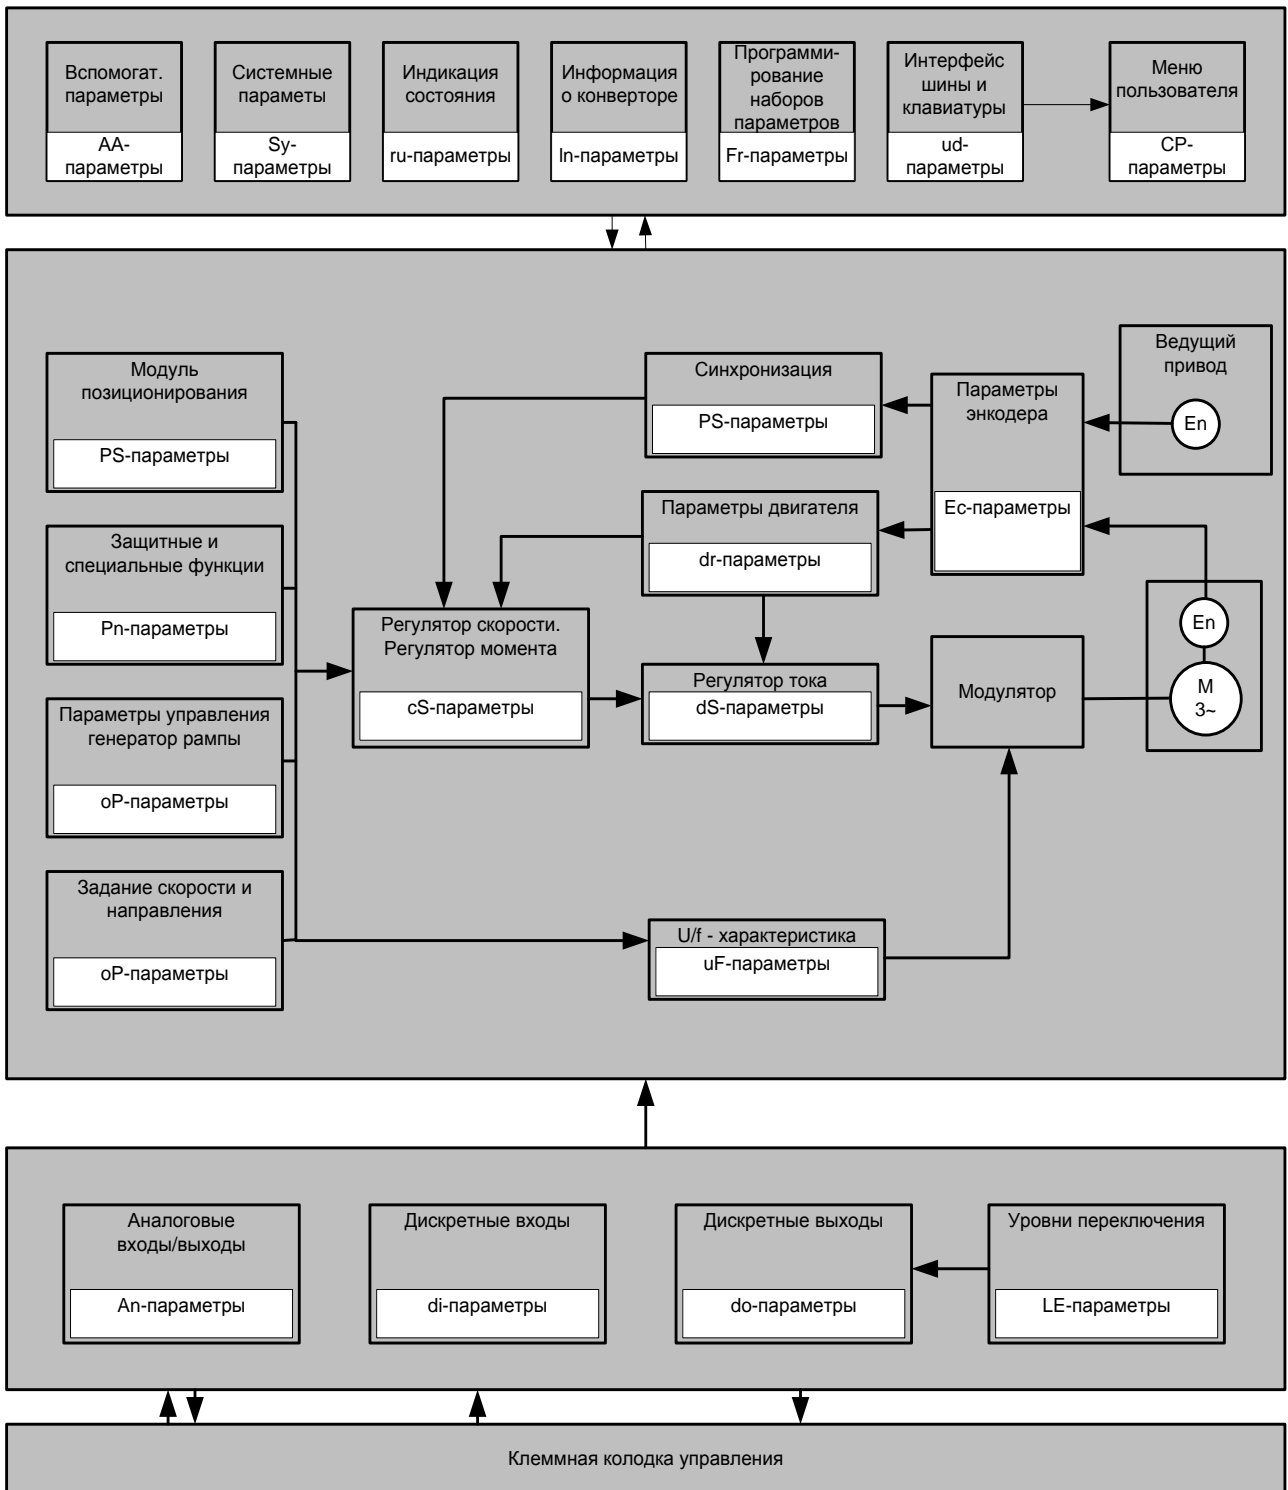 Вспомогат.
параметры
AA-
параметры
Системные
параметы
Sy-
параметры
Индикация
состояния
ru-параметры
Информация
о конверторе
In-параметры
Программи-
рование
наборов
параметров
Fr-параметры
Интерфейс
шины и
клавиатуры
ud-
параметры
Меню
пользователя
CP-
параметры
Модуль
позиционирования
PS-параметры
Защитные и
специальные функции
Pn-параметры
Параметры управления
генератор рампы
oP-параметры
Задание скорости и
направления
oP-параметры
Регулятор скорости.
Регулятор момента
cS-параметры
Синхронизация
PS-параметры
Параметры двигателя
dr-параметры
Регулятор тока
dS-параметры
U/f - характеристика
uF-параметры
Параметры
энкодера
Ec-параметры
Модулятор
Ведущий
привод
En
En
M
3~
Аналоговые
входы/выходы
An-параметры
Дискретные входы
di-параметры
Дискретные выходы
do-параметры
Уровни переключения
LE-параметры
Клеммная колодка управления